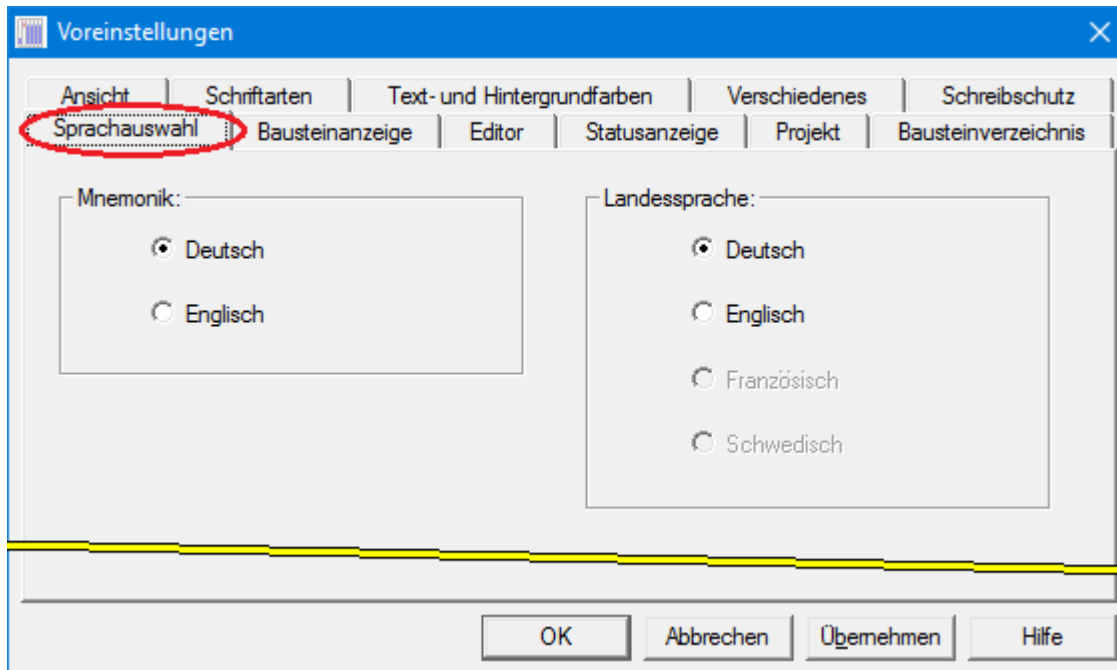 Voreinstellungen
Ansicht Schriftarten Text- und Hintergrundfarben Verschiedenes Schreibschutz
Sprachauswahl Bausteinanzeige Editor Statusanzeige Projekt Bausteinverzeichnis
Mnemonik:
Deutsch
Englisch
Landessprache:
Deutsch
Englisch
Französisch
Schwedisch
OK Abbrechen Übernehmen Hilfe